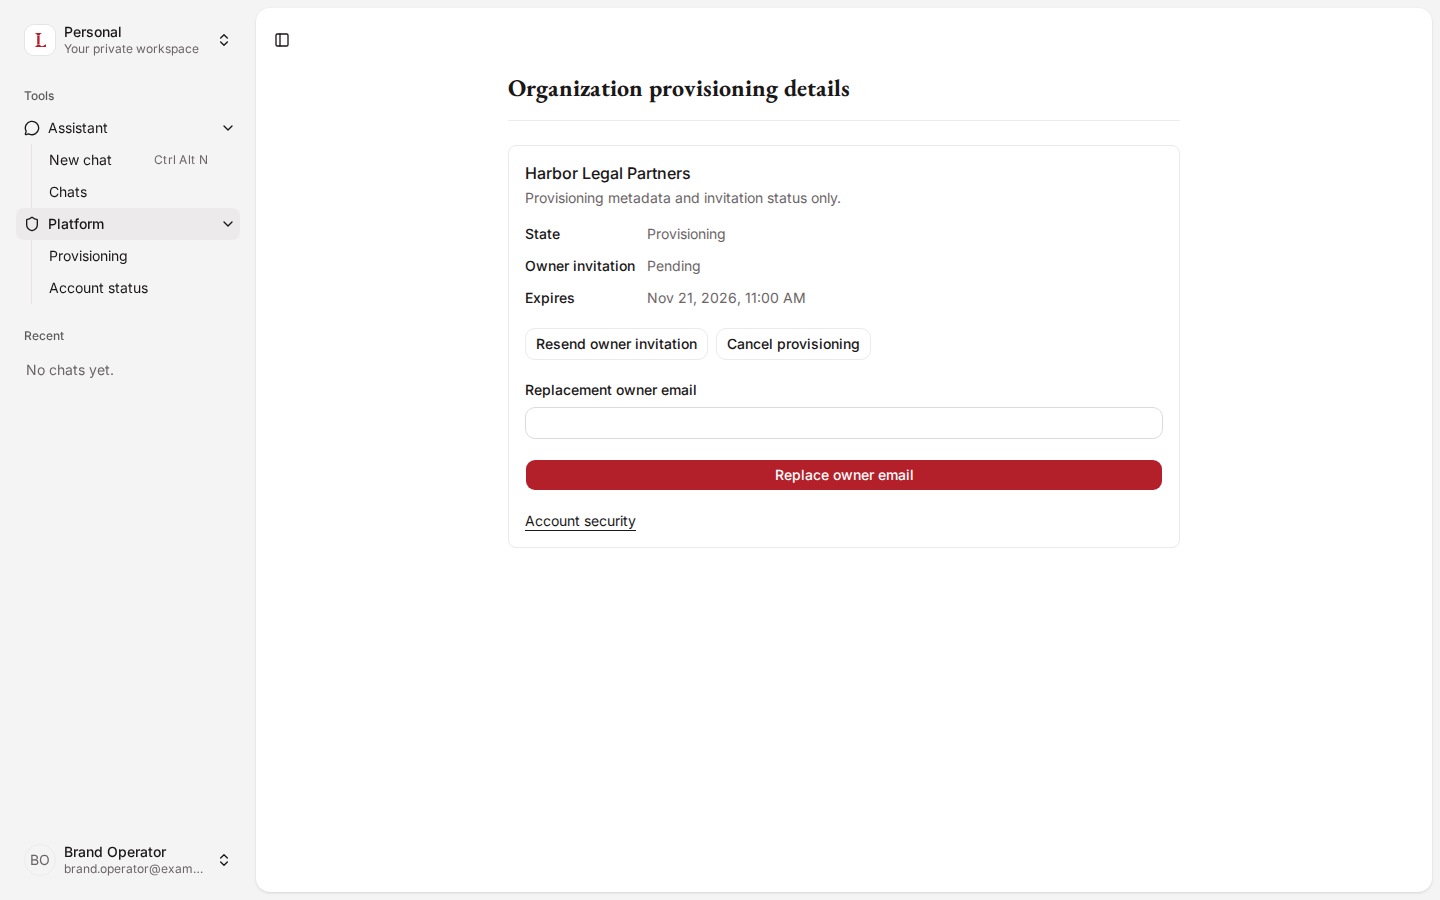 L
Personal
Your private workspace
Tools
Assistant
New chat Ctrl Alt N
Chats
Platform
Provisioning
Account status
Recent
No chats yet.
BO
Brand Operator
brand.operator@exam...
Organization provisioning details
Harbor Legal Partners
Provisioning metadata and invitation status only.
State Provisioning
Owner invitation Pending
Expires Nov 21, 2026, 11:00 AM
Resend owner invitation Cancel provisioning
Replacement owner email
Replace owner email
Account security